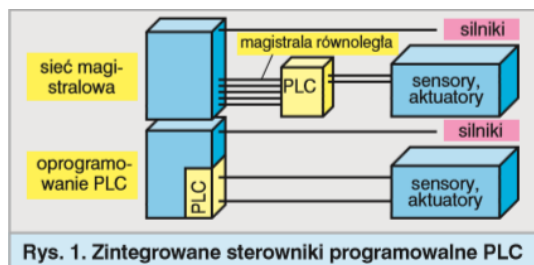 silniki
magistrala równoległa
sieć magi-
stralowa
PLC
sensory,
aktuatory
silniki
oprogramo-
wanie PLC
PLC
sensory,
aktuatory
Rys. 1. Zintegrowane sterowniki programowalne PLC